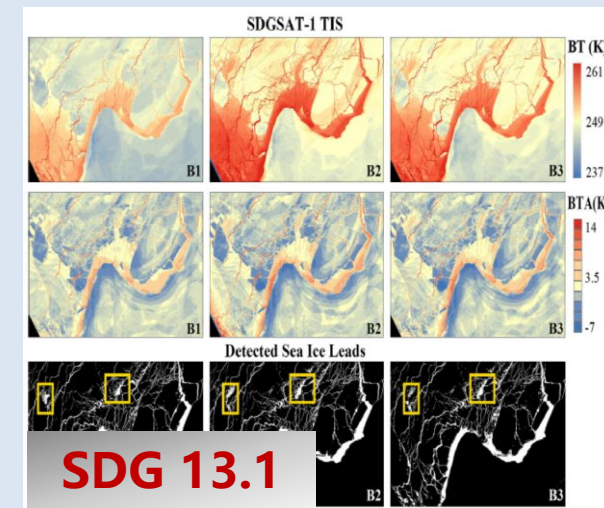 SDGSAT-1 TIS
BT (K)
261
249
237
B1
B2
B3
BTA(K
14
3.5
-7
B1
B2
B3
Detected Sea Ice Leads
SDG 13.1
B2
B3